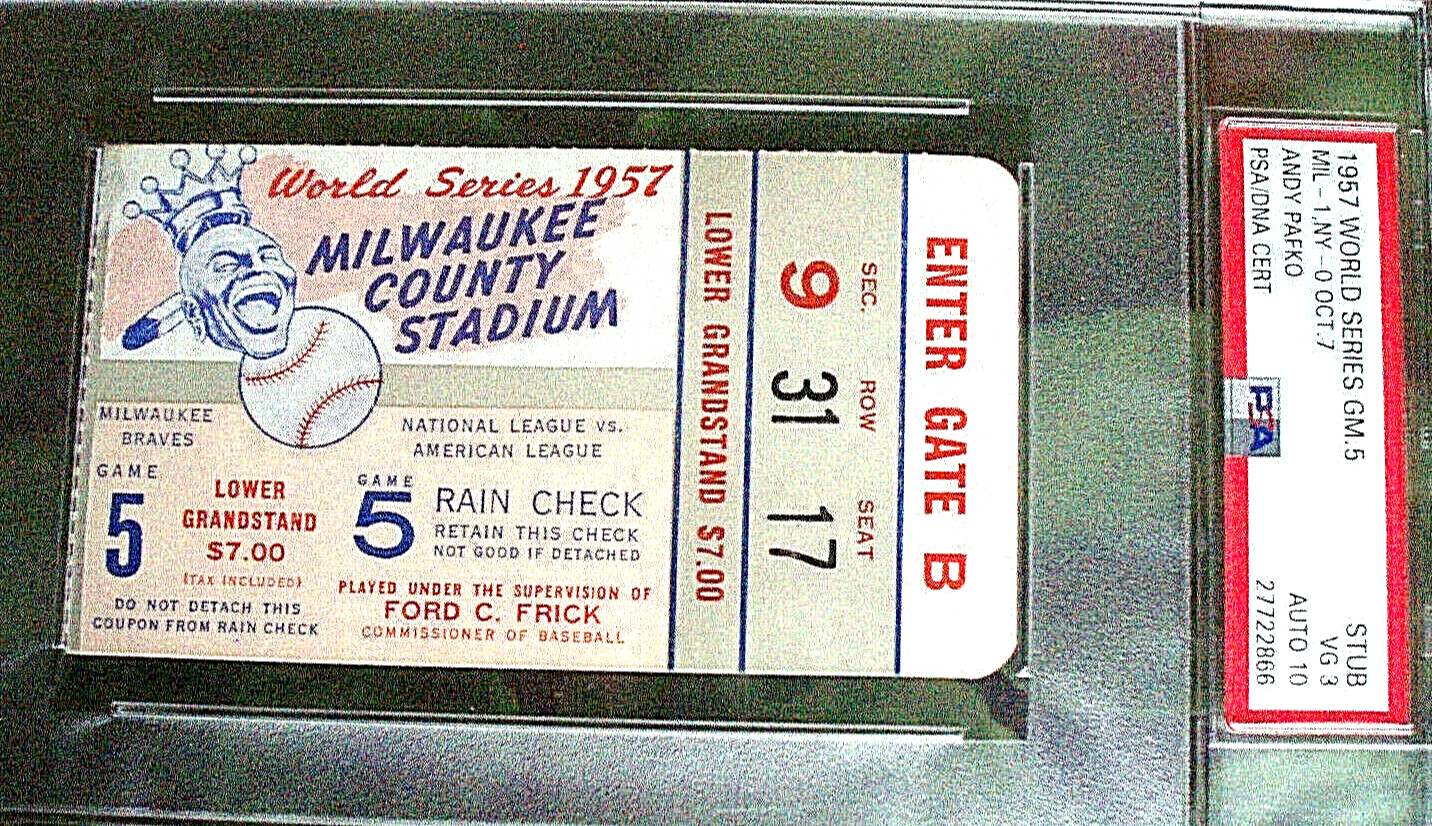 World Series 1957
MILWAUKEE
COUNTY
STADIUM
MILWAUKEE
BRAVES
NATIONAL LEAGUE VS.
AMERICAN LEAGUE
GAME
5
LOWER
GRANDSTAND
$7.00
(TAX INCLUDED)
DO NOT DETACH THIS
COUPON FROM RAIN CHECK
GAME
5
RAIN CHECK
RETAIN THIS CHECK
NOT GOOD IF DETACHED
PLAYED UNDER THE SUPERVISION OF
FORD C. FRICK
COMMISSIONER OF BASEBALL
LOWER GRANDSTAND $7.00
SEC. ROW SEAT
9 31 17
ENTER GATE B
1957 WORLD SERIES GM.5 STUB
MIL - 1,NY - 0 OCT.7 VG 3
ANDY PAFKO AUTO 10
PSA/DNA CERT 27722866
PSA